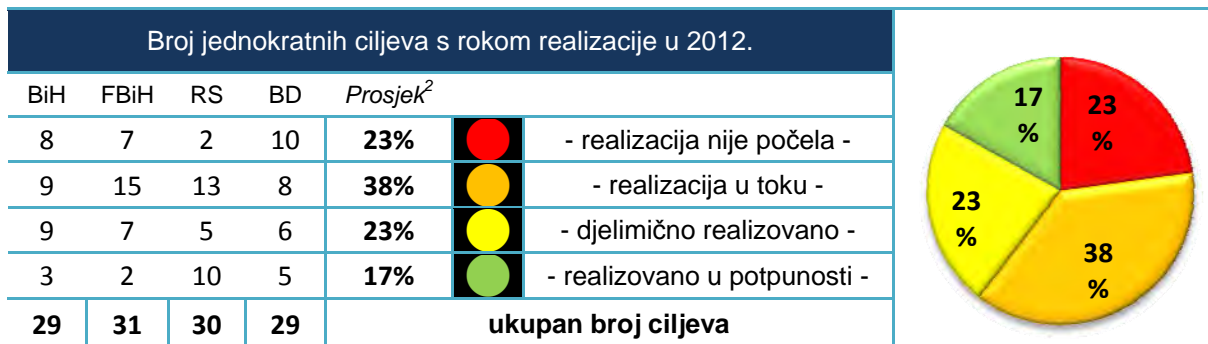 Broj jednokratnih ciljeva s rokom realizacije u 2012.
BiH FBiH RS BD Prosjek²
8 7 2 10 23% - realizacija nije počela -
9 15 13 8 38% - realizacija u toku -
9 7 5 6 23% - djelimično realizovano -
3 2 10 5 17% - realizovano u potpunosti -
29 31 30 29 ukupan broj ciljeva
17
%
23
%
23
%
38
%